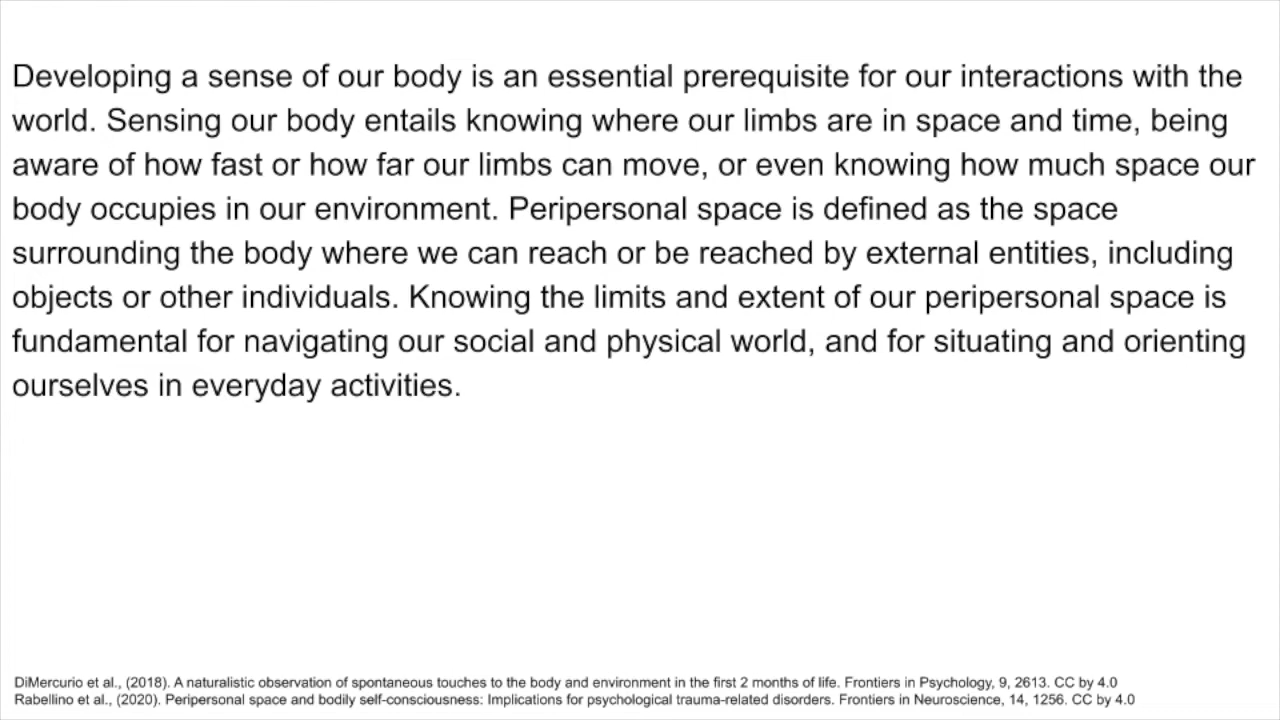 Developing a sense of our body is an essential prerequisite for our interactions with the
world. Sensing our body entails knowing where our limbs are in space and time, being
aware of how fast or how far our limbs can move, or even knowing how much space our
body occupies in our environment. Peripersonal space is defined as the space
surrounding the body where we can reach or be reached by external entities, including
objects or other individuals. Knowing the limits and extent of our peripersonal space is
fundamental for navigating our social and physical world, and for situating and orienting
ourselves in everyday activities.
DiMercurio et al., (2018). A naturalistic observation of spontaneous touches to the body and environment in the first 2 months of life. Frontiers in Psychology, 9, 2613. CC by 4.0
Rabellino et al., (2020). Peripersonal space and bodily self-consciousness: Implications for psychological trauma-related disorders. Frontiers in Neuroscience, 14, 1256. CC by 4.0